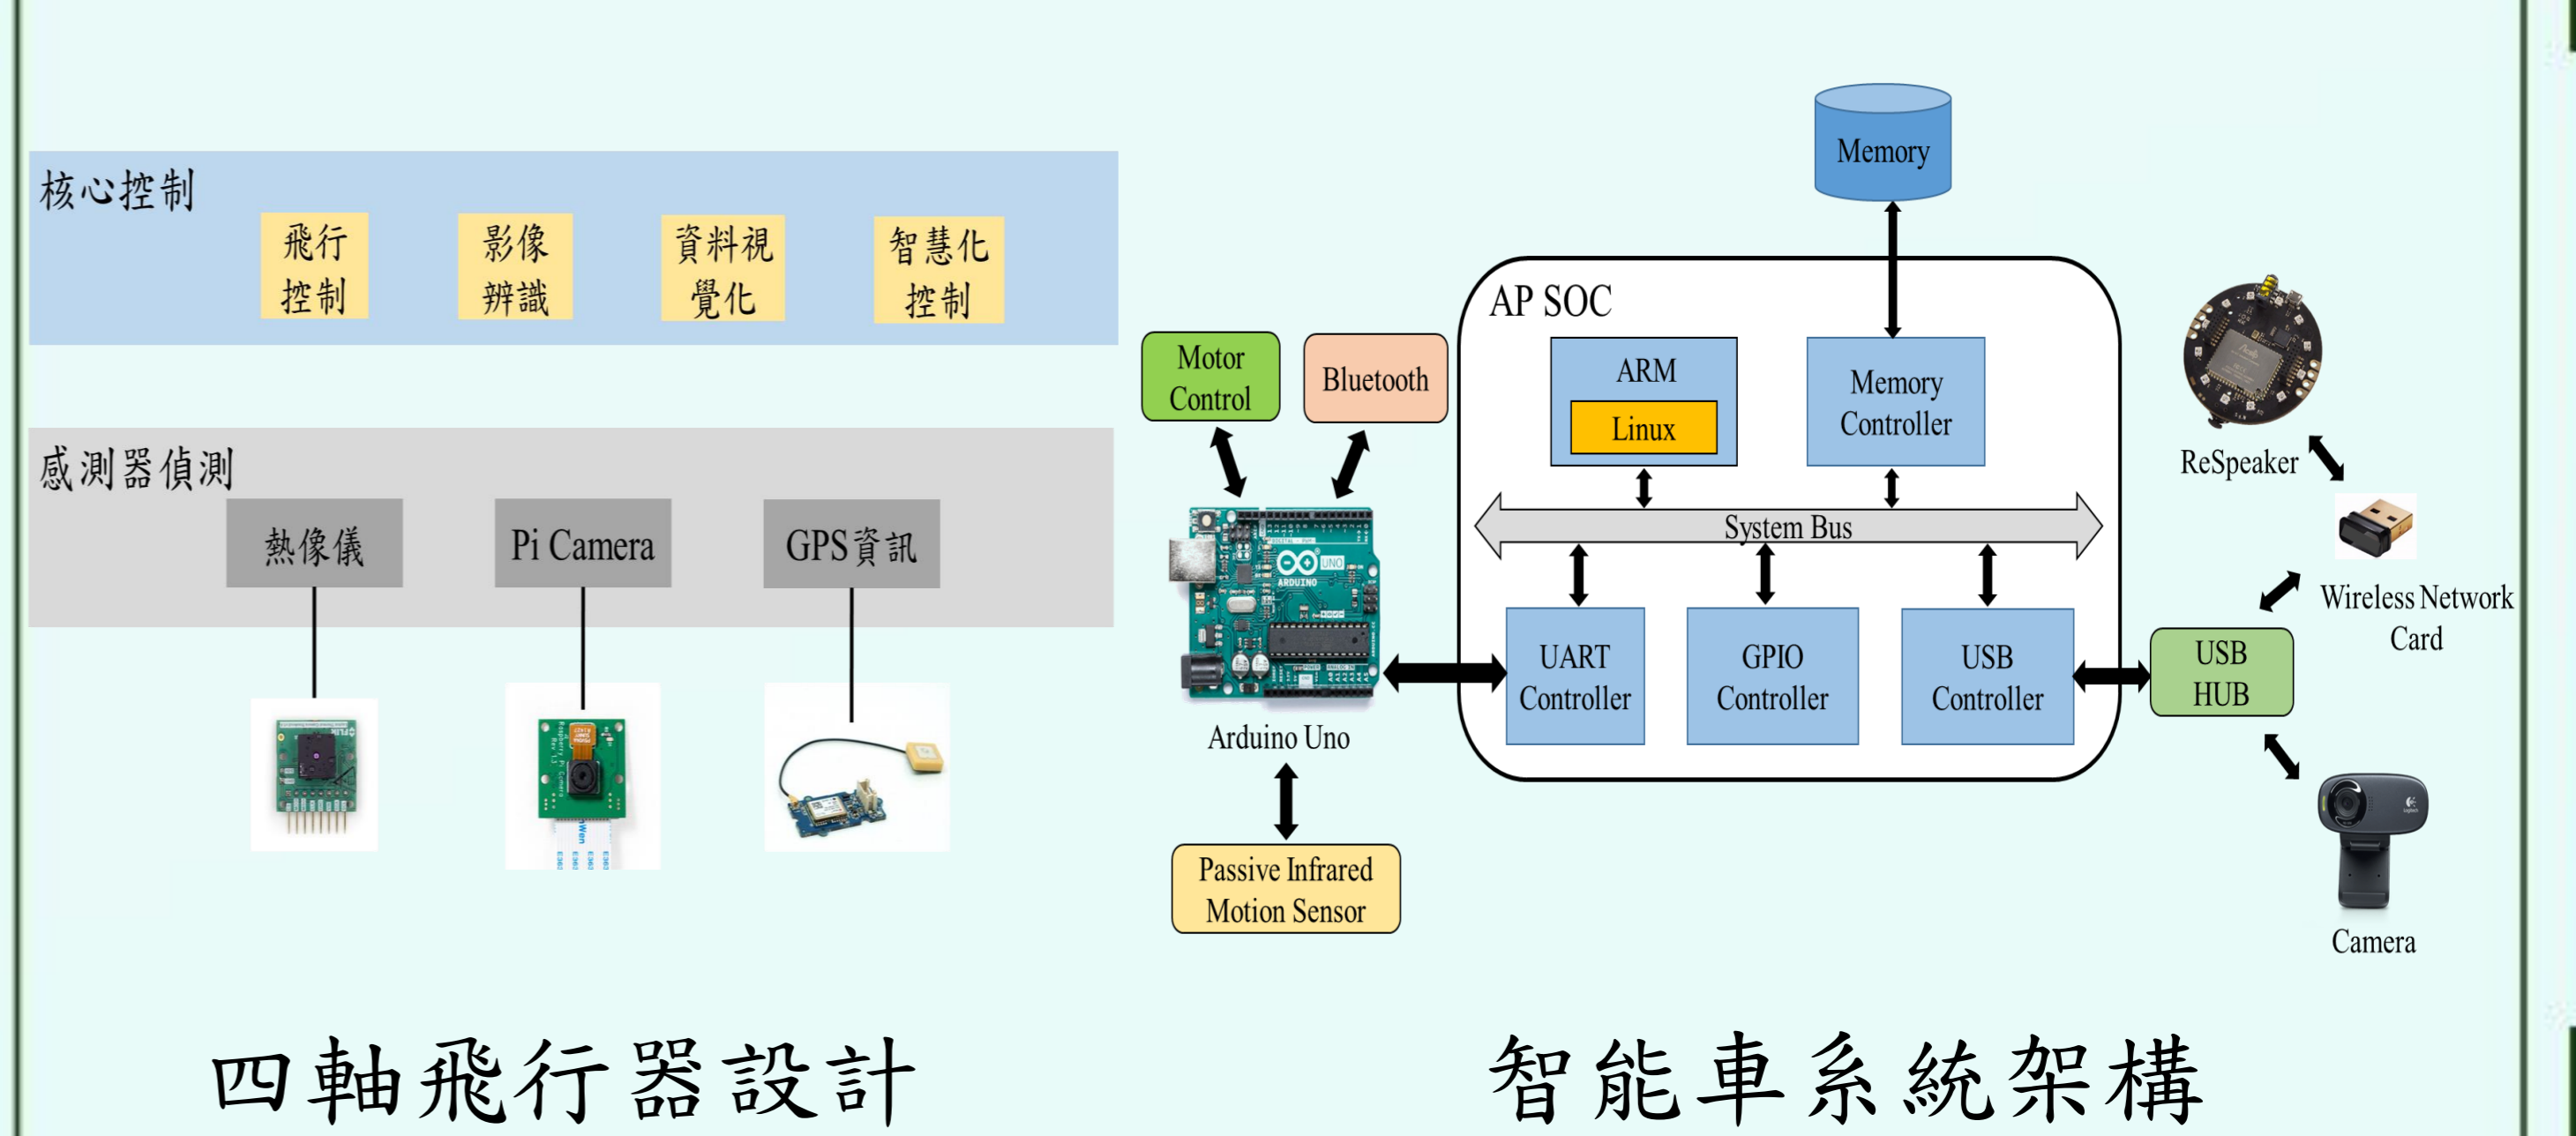 核心控制
飛行
控制
影像
辨識
資料視
覺化
智慧化
控制
感測器偵測
熱像儀
Pi Camera
GPS資訊
四軸飛行器設計
Memory
AP SOC
ARM
Linux
Memory
Controller
System Bus
UART
Controller
GPIO
Controller
USB
Controller
Motor
Control
Bluetooth
UNO
ARDUINO
Arduino Uno
Passive Infrared
Motion Sensor
ReSpeaker
Wireless Network
Card
USB
HUB
Camera
智能車系統架構